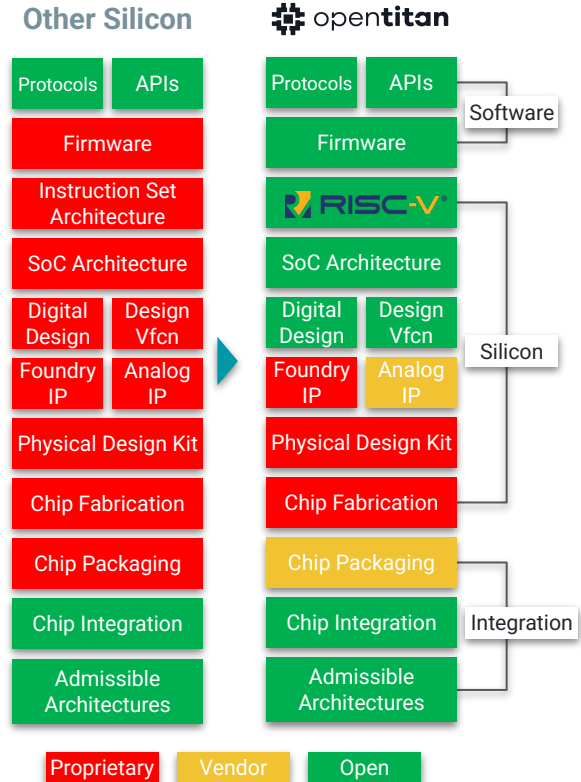 Other Silicon
opentitan
Protocols
APIs
Firmware
Instruction Set
Architecture
SoC Architecture
Digital
Design
Design
Vfcn
Foundry
IP
Analog
IP
Physical Design Kit
Chip Fabrication
Chip Packaging
Chip Integration
Admissible
Architectures
Protocols
APIs
Firmware
RISC-V®
SoC Architecture
Digital
Design
Design
Vfcn
Foundry
IP
Analog
IP
Physical Design Kit
Chip Fabrication
Chip Packaging
Chip Integration
Admissible
Architectures
Software
Silicon
Integration
Proprietary
Vendor
Open